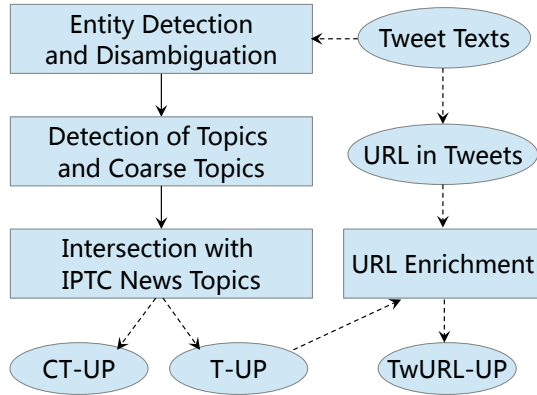 Entity Detection
and Disambiguation
Tweet Texts
Detection of Topics
and Coarse Topics
URL in Tweets
Intersection with
IPTC News Topics
URL Enrichment
CT-UP
T-UP
TwURL-UP